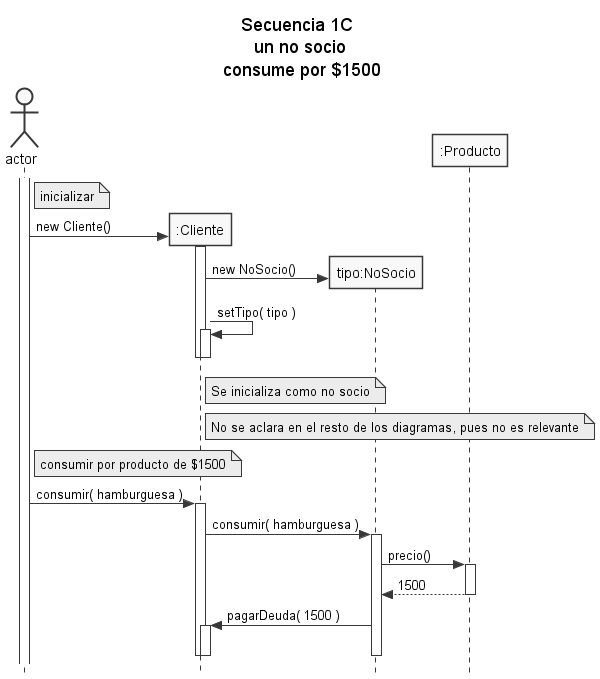 Secuencia 1C
un no socio
consume por $1500
actor
:Producto
inicializar
new Cliente()
:Cliente
new NoSocio()
tipo:NoSocio
setTipo( tipo )
Se inicializa como no socio
No se aclara en el resto de los diagramas, pues no es relevante
consumir por producto de $1500
consumir( hamburguesa )
consumir( hamburguesa )
precio()
1500
pagarDeuda( 1500 )